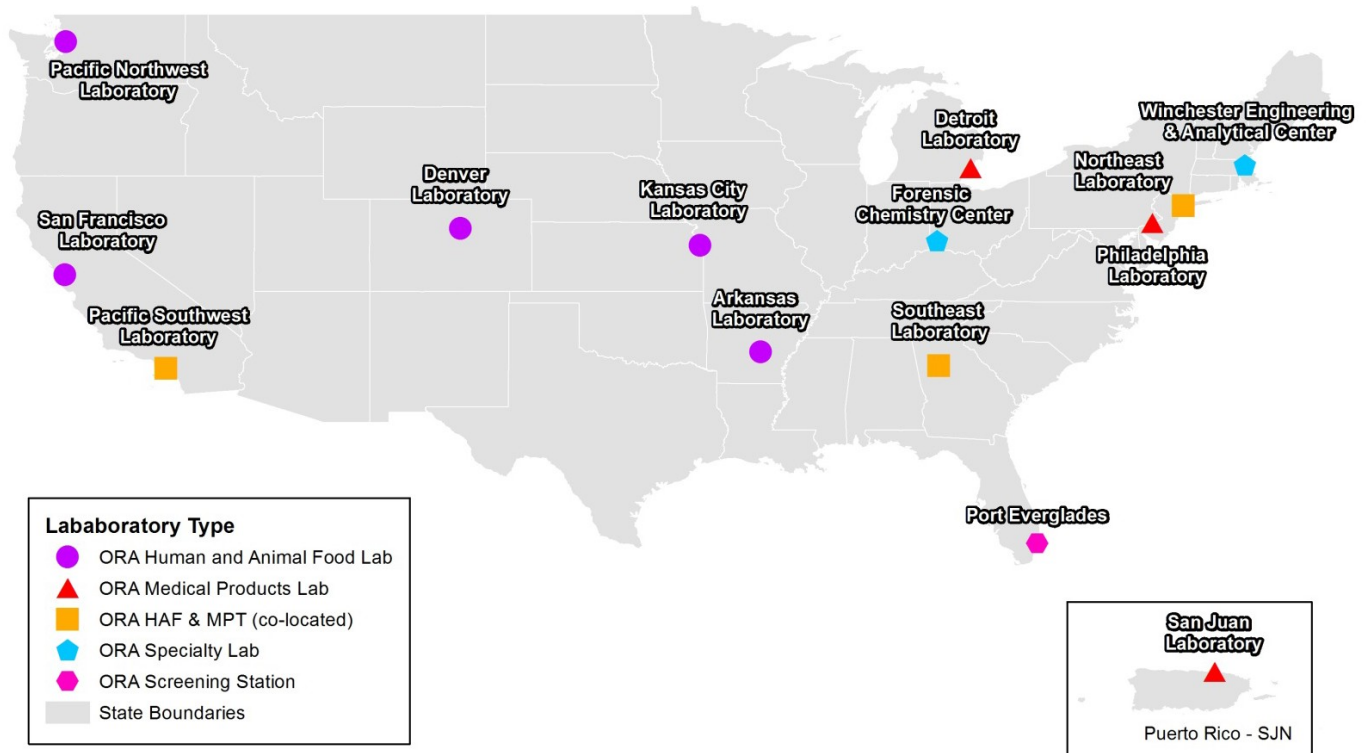 Pacific Northwest
Laboratory
San Francisco
Laboratory
Pacific Southwest
Laboratory
Denver
Laboratory
Kansas City
Laboratory
Arkansas
Laboratory
Detroit
Laboratory
Forensic
Chemistry Center
Southeast
Laboratory
Winchester Engineering
& Analytical Center
Northeast
Laboratory
Philadelphia
Laboratory
Port Everglades
Lababoratory Type
ORA Human and Animal Food Lab
ORA Medical Products Lab
ORA HAF & MPT (co-located)
ORA Specialty Lab
ORA Screening Station
State Boundaries
San Juan
Laboratory
Puerto Rico - SJN